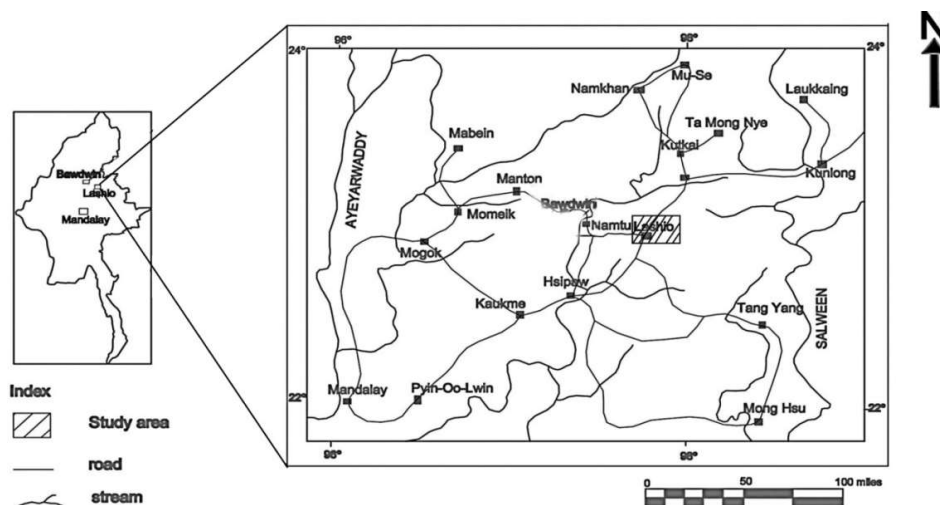 N
96°
98°
24°
24°
Mu-Se
Namkhan
Laukkaing
Ta Mong Nye
Mabein
Kutkai
Kunlong
AYEYARWADDY
Manton
Bawdwin
Bawdwin
Lashio
Momeik
Namtu
Lashio
Mandalay
Mogok
Hsipaw
Kaukme
Tang Yang
SALWEEN
Index
Mandalay
Pyin-Oo-Lwin
22°
22°
Mong Hsu
Study area
96°
98°
road
0
50
100 miles
stream